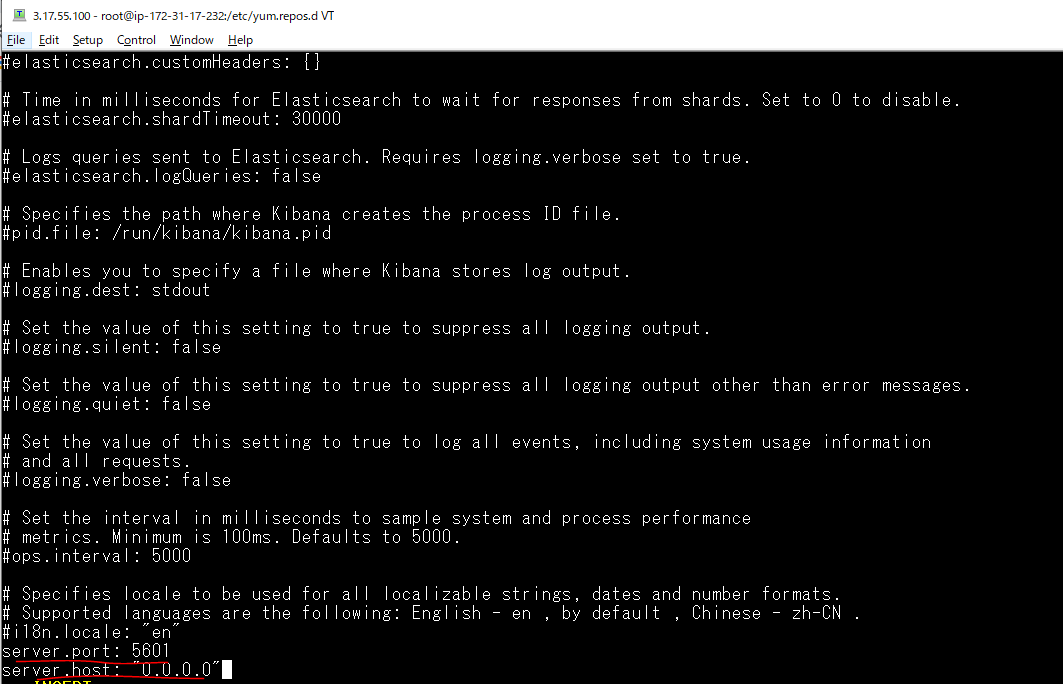 3.17.55.100 - root@ip-172-31-17-232:/etc/yum.repos.d VT
File Edit Setup Control Window Help
#elasticsearch.customHeaders: {}
# Time in milliseconds for Elasticsearch to wait for responses from shards. Set to 0 to disable.
#elasticsearch.shardTimeout: 30000
# Logs queries sent to Elasticsearch. Requires logging.verbose set to true.
#elasticsearch.logQueries: false
# Specifies the path where Kibana creates the process ID file.
#pid.file: /run/kibana/kibana.pid
# Enables you to specify a file where Kibana stores log output.
#logging.dest: stdout
# Set the value of this setting to true to suppress all logging output.
#logging.silent: false
# Set the value of this setting to true to suppress all logging output other than error messages.
#logging.quiet: false
# Set the value of this setting to true to log all events, including system usage information
# and all requests.
#logging.verbose: false
# Set the interval in milliseconds to sample system and process performance
# metrics. Minimum is 100ms. Defaults to 5000.
#ops.interval: 5000
# Specifies locale to be used for all localizable strings, dates and number formats.
# Supported languages are the following: English - en , by default , Chinese - zh-CN .
#i18n.locale: "en"
server.port: 5601
server.host: "0.0.0.0"